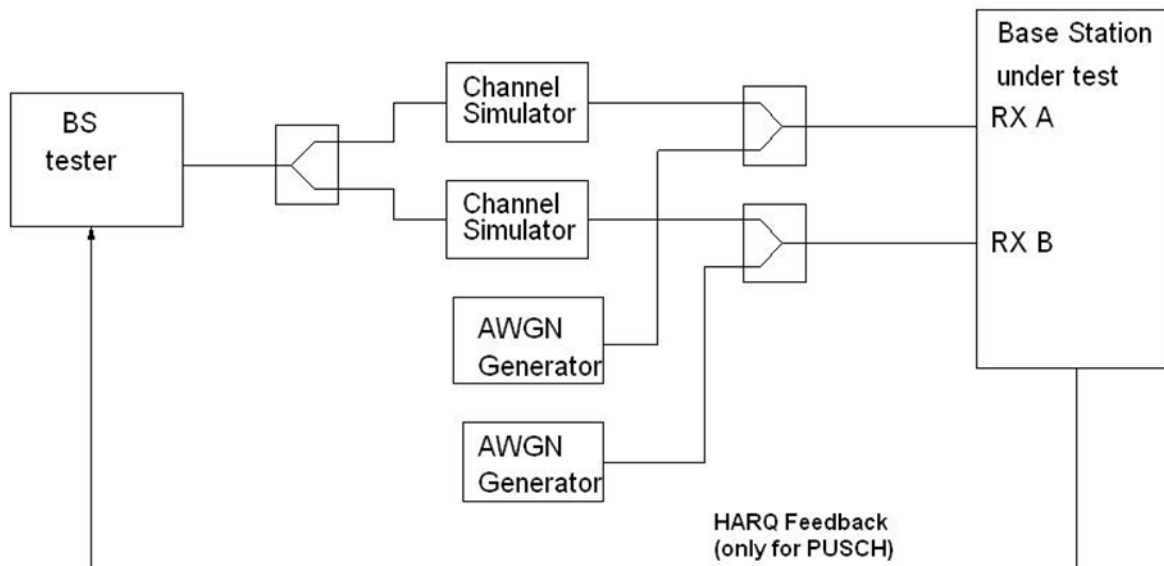 Base Station
under test
RX A
RX B
BS
tester
Channel
Simulator
Channel
Simulator
AWGN
Generator
AWGN
Generator
HARQ Feedback
(only for PUSCH)